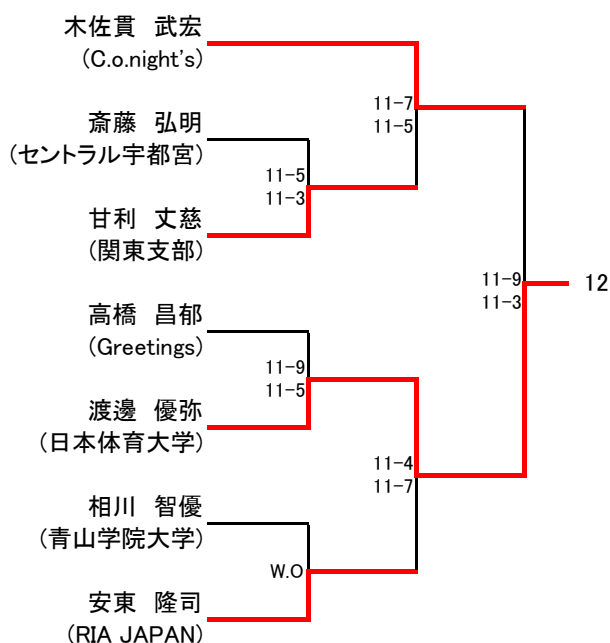 木佐貫 武宏
(C.o.night's)
11-7
11-5
斎藤 弘明
(セントラル宇都宮)
11-5
11-3
甘利 丈慈
(関東支部)
11-9
11-3
12
高橋 昌郁
(Greetings)
11-9
11-5
渡邊 優弥
(日本体育大学)
11-4
11-7
相川 智優
(青山学院大学)
W.O
安東 隆司
(RIA JAPAN)